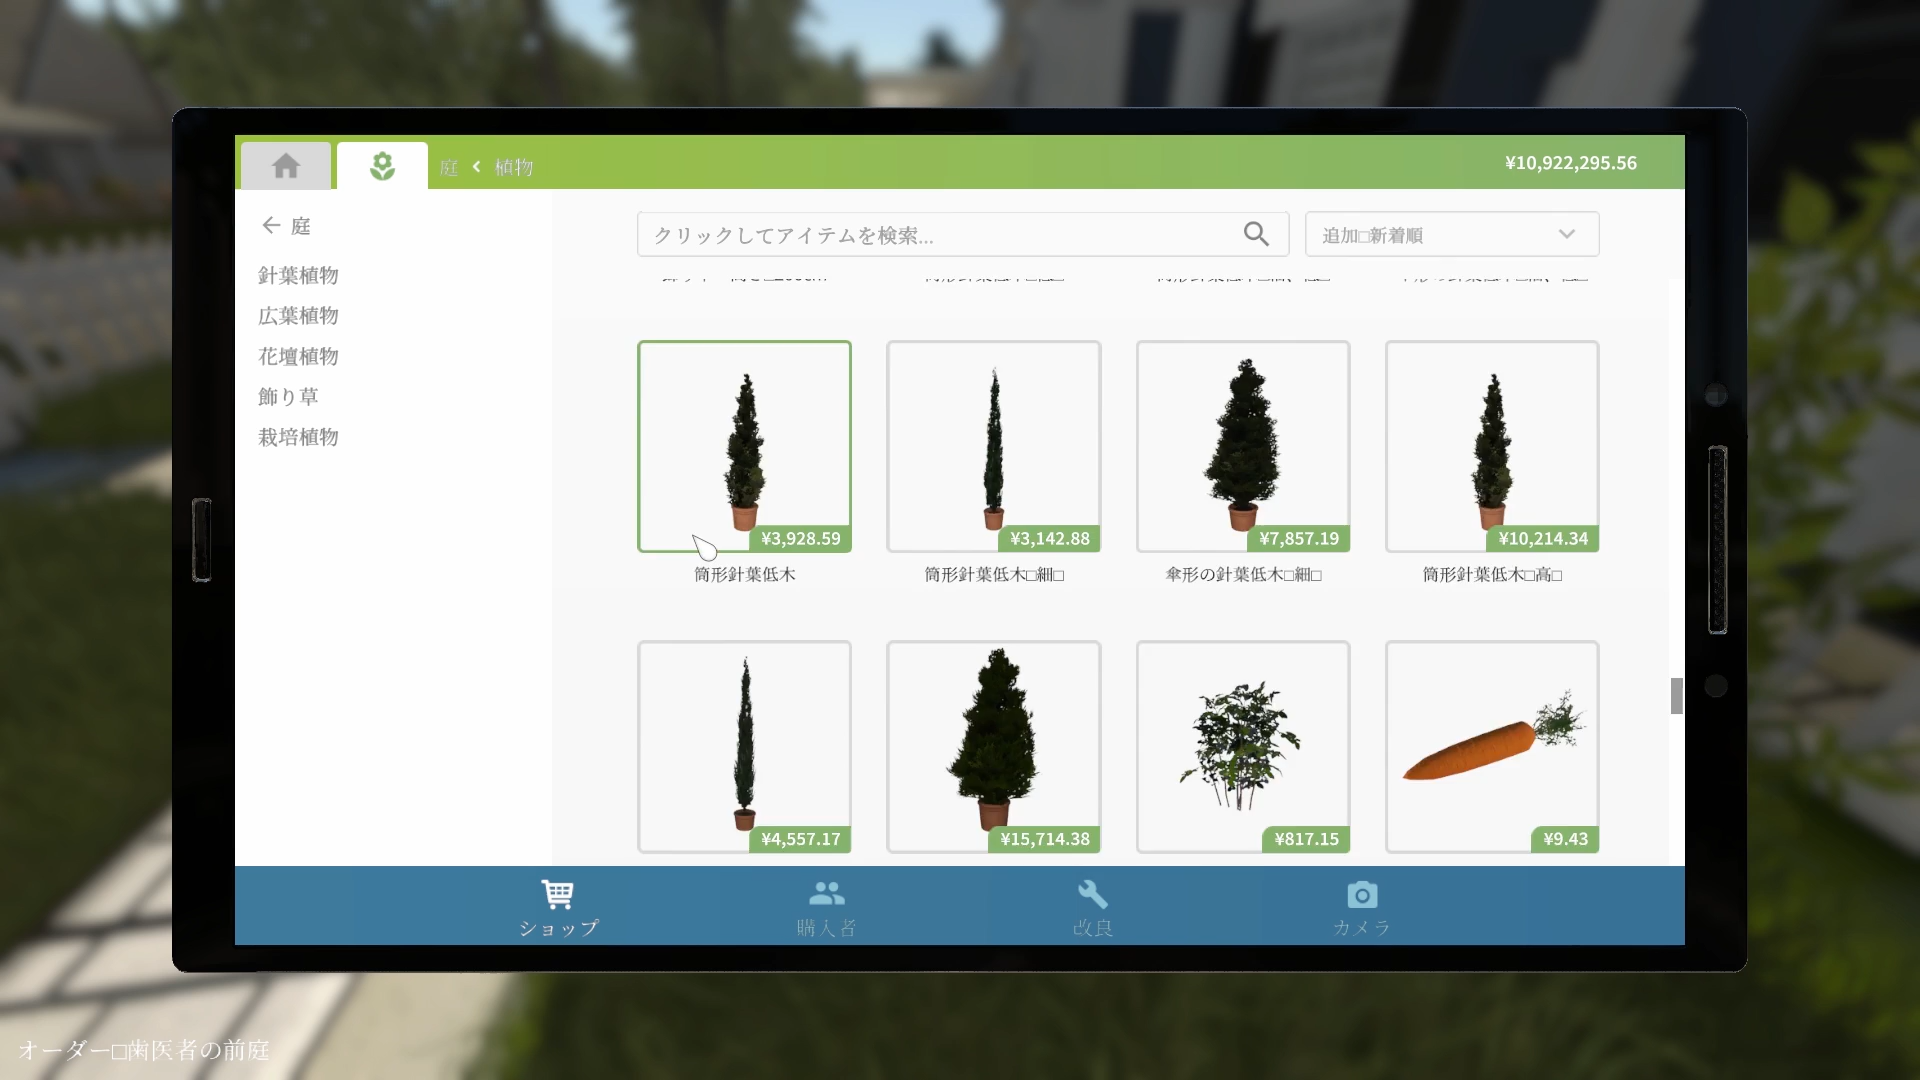 庭 植物
¥10,922,295.56
庭
クリックしてアイテムを検索...
追加□新着順
針葉植物
広葉植物
花壇植物
飾り草
栽培植物
¥3,928.59
¥3,142.88
¥7,857.19
¥10,214.34
筒形針葉低木
筒形針葉低木□細□
傘形の針葉低木□細□
筒形針葉低木□高□
¥4,557.17
¥15,714.38
¥817.15
¥9.43
ショップ
購入者
改良
カメラ
オーダー□歯医者の前庭